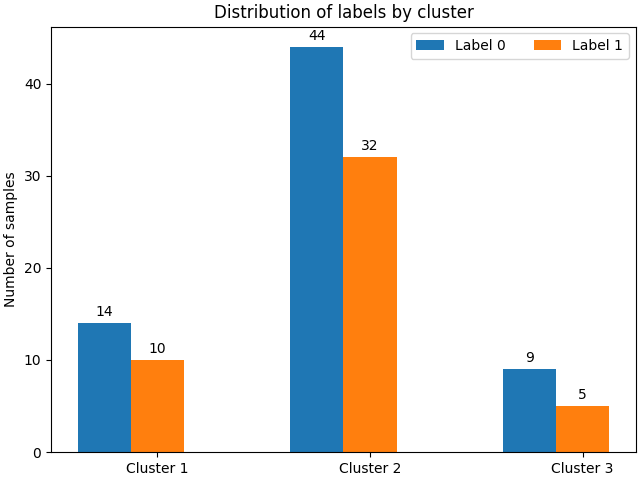 Distribution of labels by cluster
Label 0
Label 1
Number of samples
40
30
20
10
0
14
10
44
32
9
5
Cluster 1
Cluster 2
Cluster 3